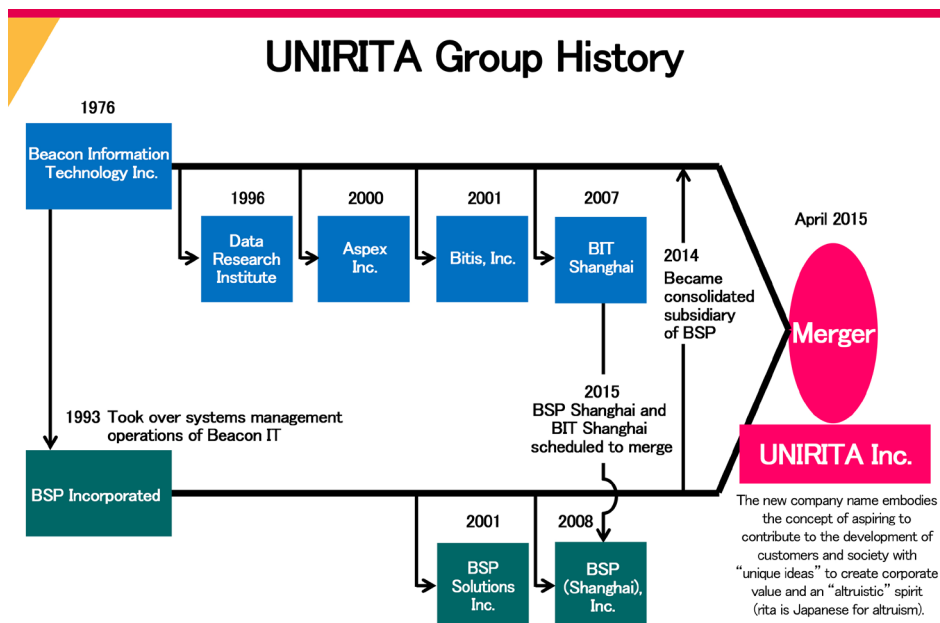 UNIRITA Group History
1976
Beacon Information
Technology Inc.
1996
Data
Research
Institute
2000
Aspex
Inc.
2001
Bitis, Inc.
2007
BIT
Shanghai
2014
Became
consolidated
subsidiary
of BSP
April 2015
Merger
1993 Took over systems management
operations of Beacon IT
2015
BSP Shanghai and
BIT Shanghai
scheduled to merge
BSP Incorporated
2001
BSP
Solutions
Inc.
2008
BSP
(Shanghai),
Inc.
UNIRITA Inc.
The new company name embodies
the concept of aspiring to
contribute to the development of
customers and society with
“unique ideas” to create corporate
value and an “altruistic” spirit
(rita is Japanese for altruism).